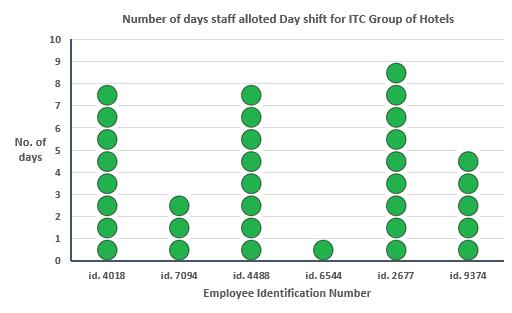 Number of days staff alloted Day shift for ITC Group of Hotels
10
9
8
7
6
5
4
3
2
1
0
No. of
days
id. 4018 id. 7094 id. 4488 id. 6544 id. 2677 id. 9374
Employee Identification Number